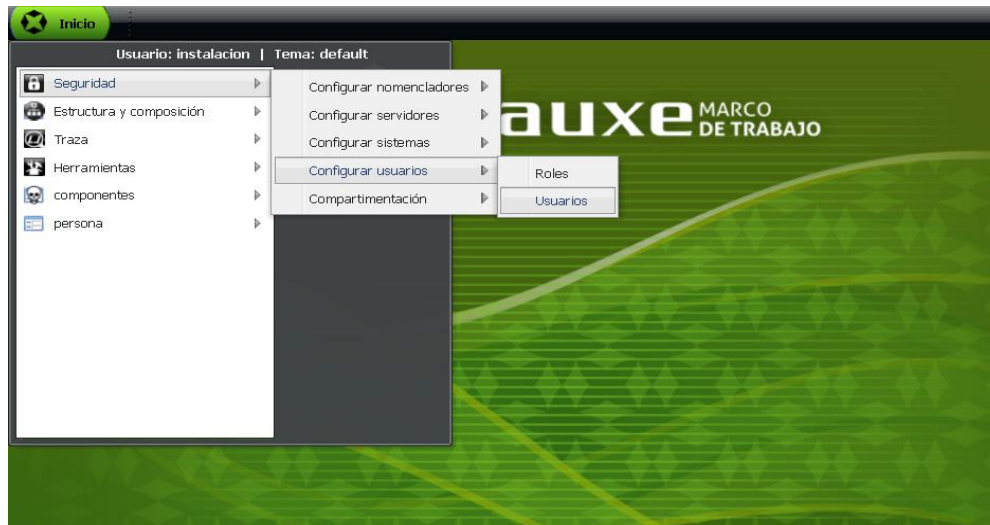 Inicio
Usuario: instalacion | Tema: default
Seguridad
Estructura y composición
Traza
Herramientas
componentes
persona
Configurar nomencladores
Configurar servidores
Configurar sistemas
Configurar usuarios
Compartimentación
Roles
Usuarios
auxe MARCO
DE TRABAJO